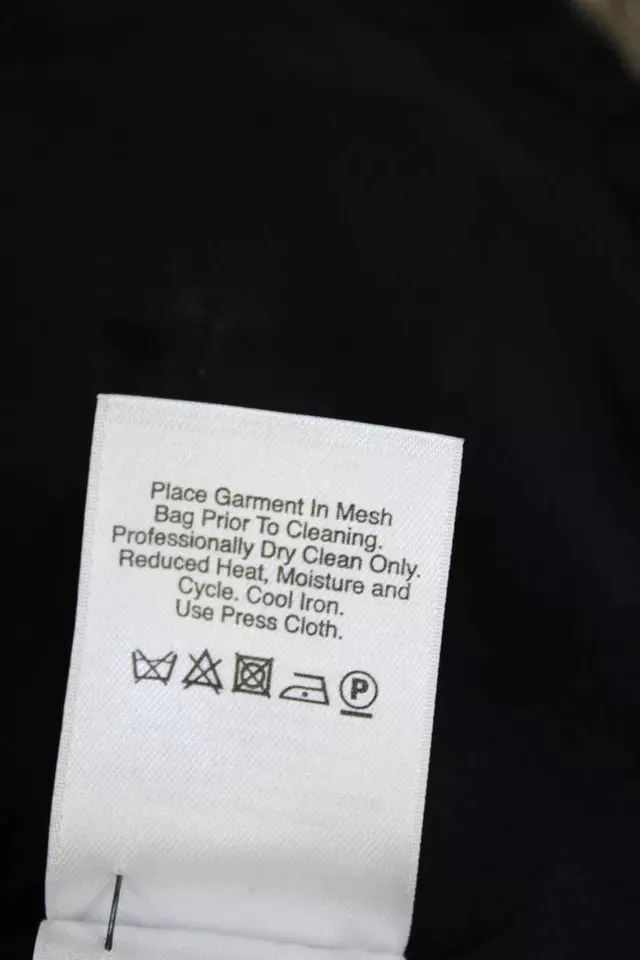 Place Garment In Mesh
Bag Prior To Cleaning.
Professionally Dry Clean Only.
Reduced Heat, Moisture and
Cycle. Cool Iron.
Use Press Cloth.
P